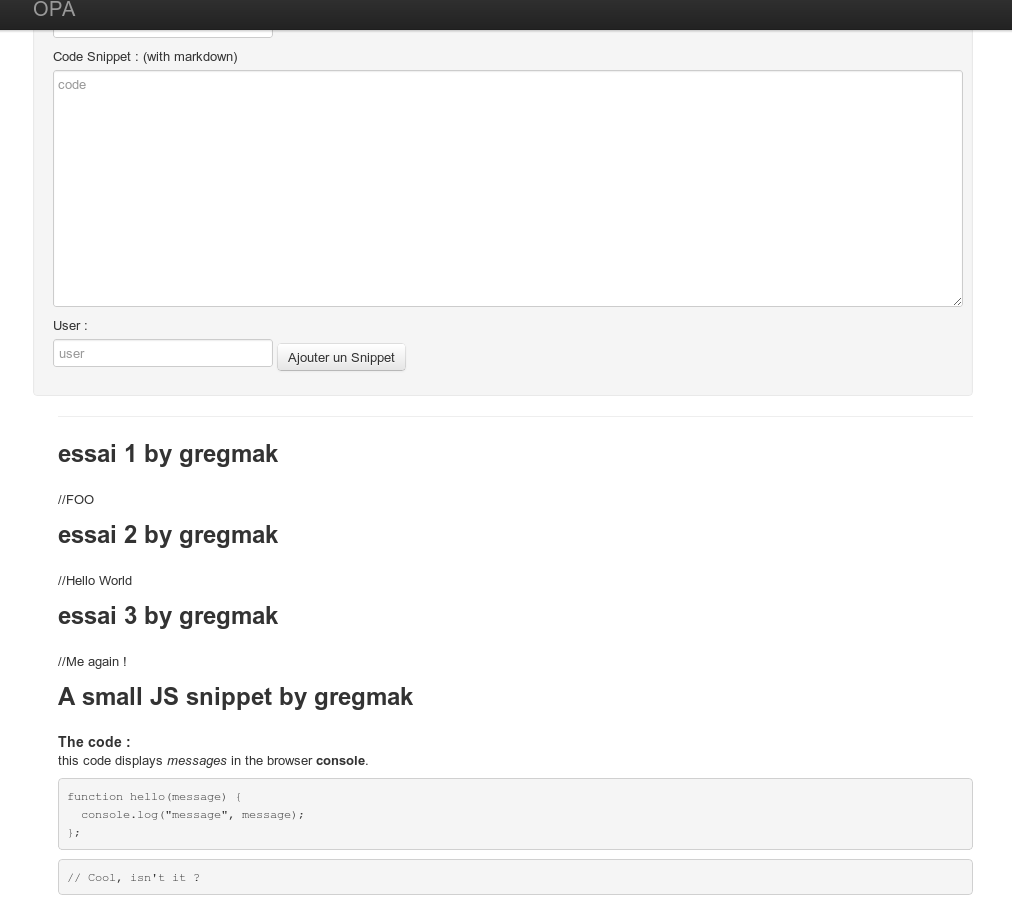 OPA
Code Snippet : (with markdown)
code
User :
user
Ajouter un Snippet
essai 1 by gregmak
//FOO
essai 2 by gregmak
//Hello World
essai 3 by gregmak
//Me again !
A small JS snippet by gregmak
The code :
this code displays messages in the browser console.
function hello(message) {
  console.log("message", message);
};
// Cool, isn't it ?